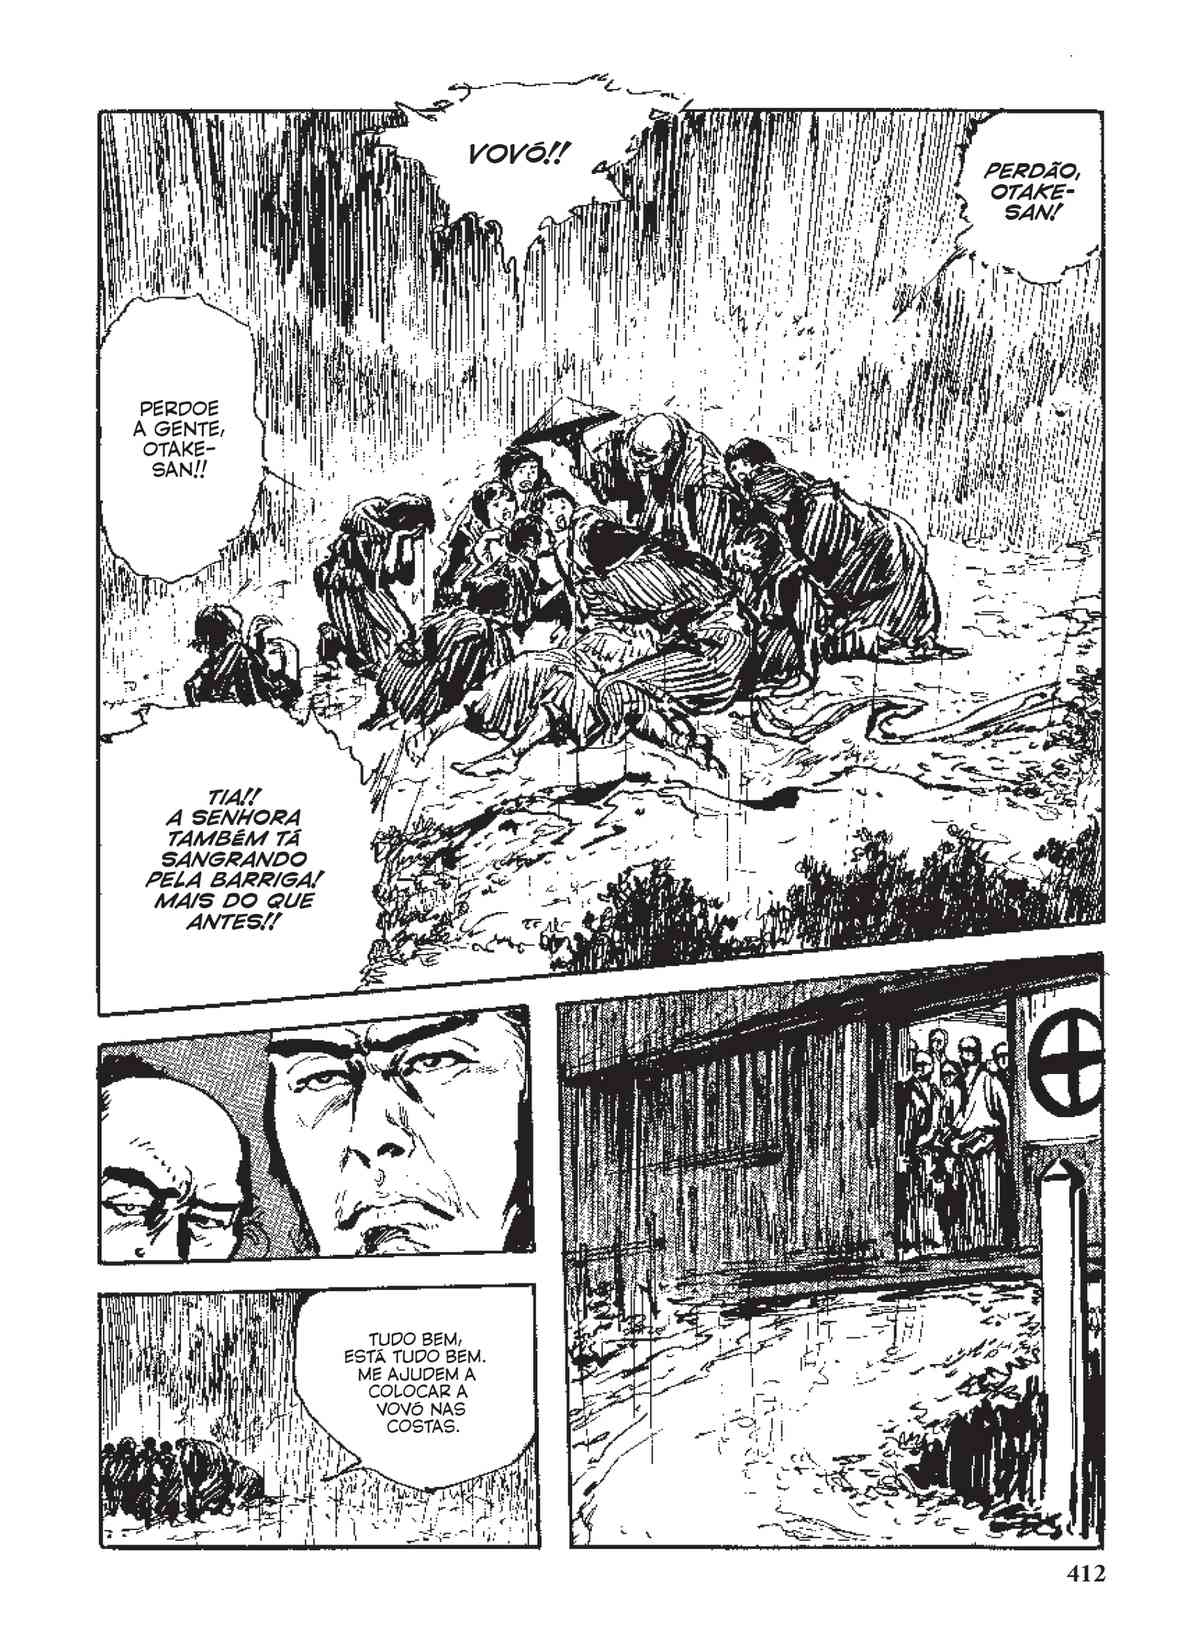 VOVÓ!!
PERDÃO,
OTAKE-
SAN!
PERDOE
A GENTE,
OTAKE-
SAN!!
TIA!!
A SENHORA
TAMBÉM TÁ
SANGRANDO
PELA BARRIGA!
MAIS DO QUE
ANTES!!
TUDO BEM,
ESTÁ TUDO BEM.
ME AJUDEM A
COLOCAR A
VOVÓ NAS
COSTAS.
412